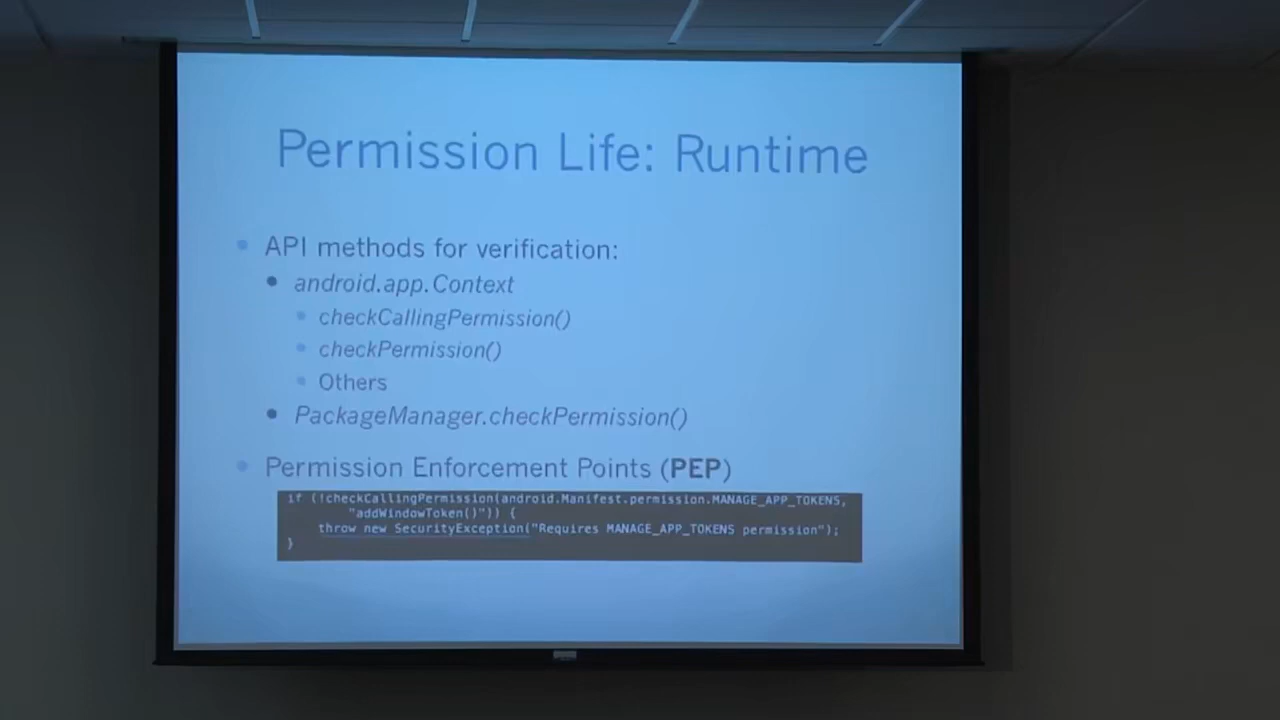 Permission Life: Runtime
API methods for verification:
android.app.Context
checkCallingPermission()
checkPermission()
Others
PackageManager.checkPermission()
Permission Enforcement Points (PEP)
if (!checkCallingPermission(android.Manifest.permission.MANAGE_APP_TOKENS,
"addWindowToken()")) {
throw new SecurityException("Requires MANAGE_APP_TOKENS permission");
}